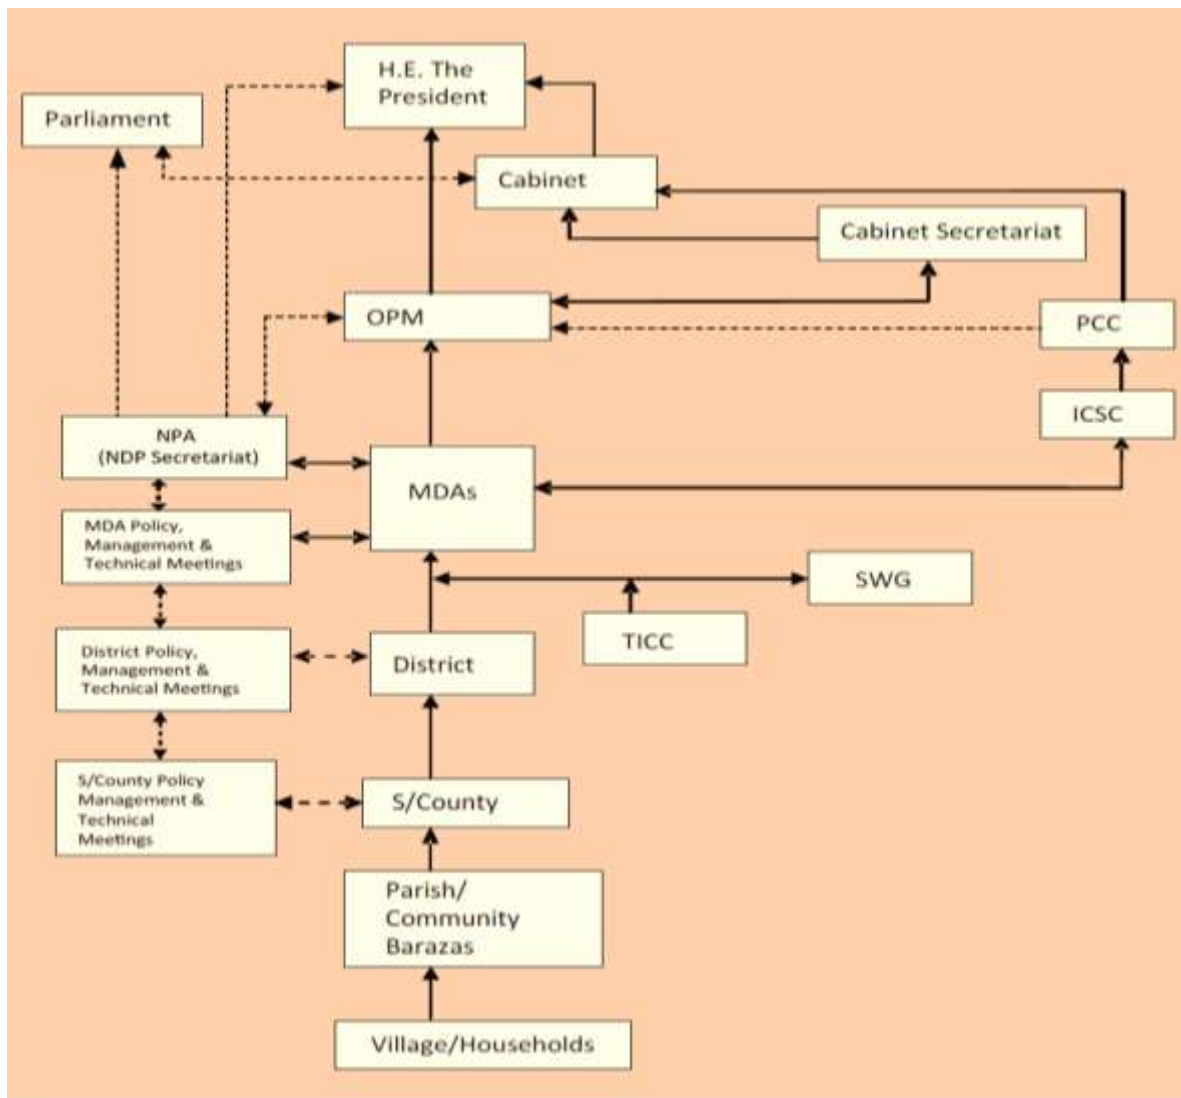 H.E. The
President
Parliament
Cabinet
Cabinet Secretariat
OPM
PCC
ICSC
NPA
(NDP Secretariat)
MDAs
MDA Policy,
Management &
Technical Meetings
SWG
TICC
District Policy,
Management &
Technical Meetings
District
S/County Policy
Management &
Technical
Meetings
S/County
Parish/
Community
Barazas
Village/Households